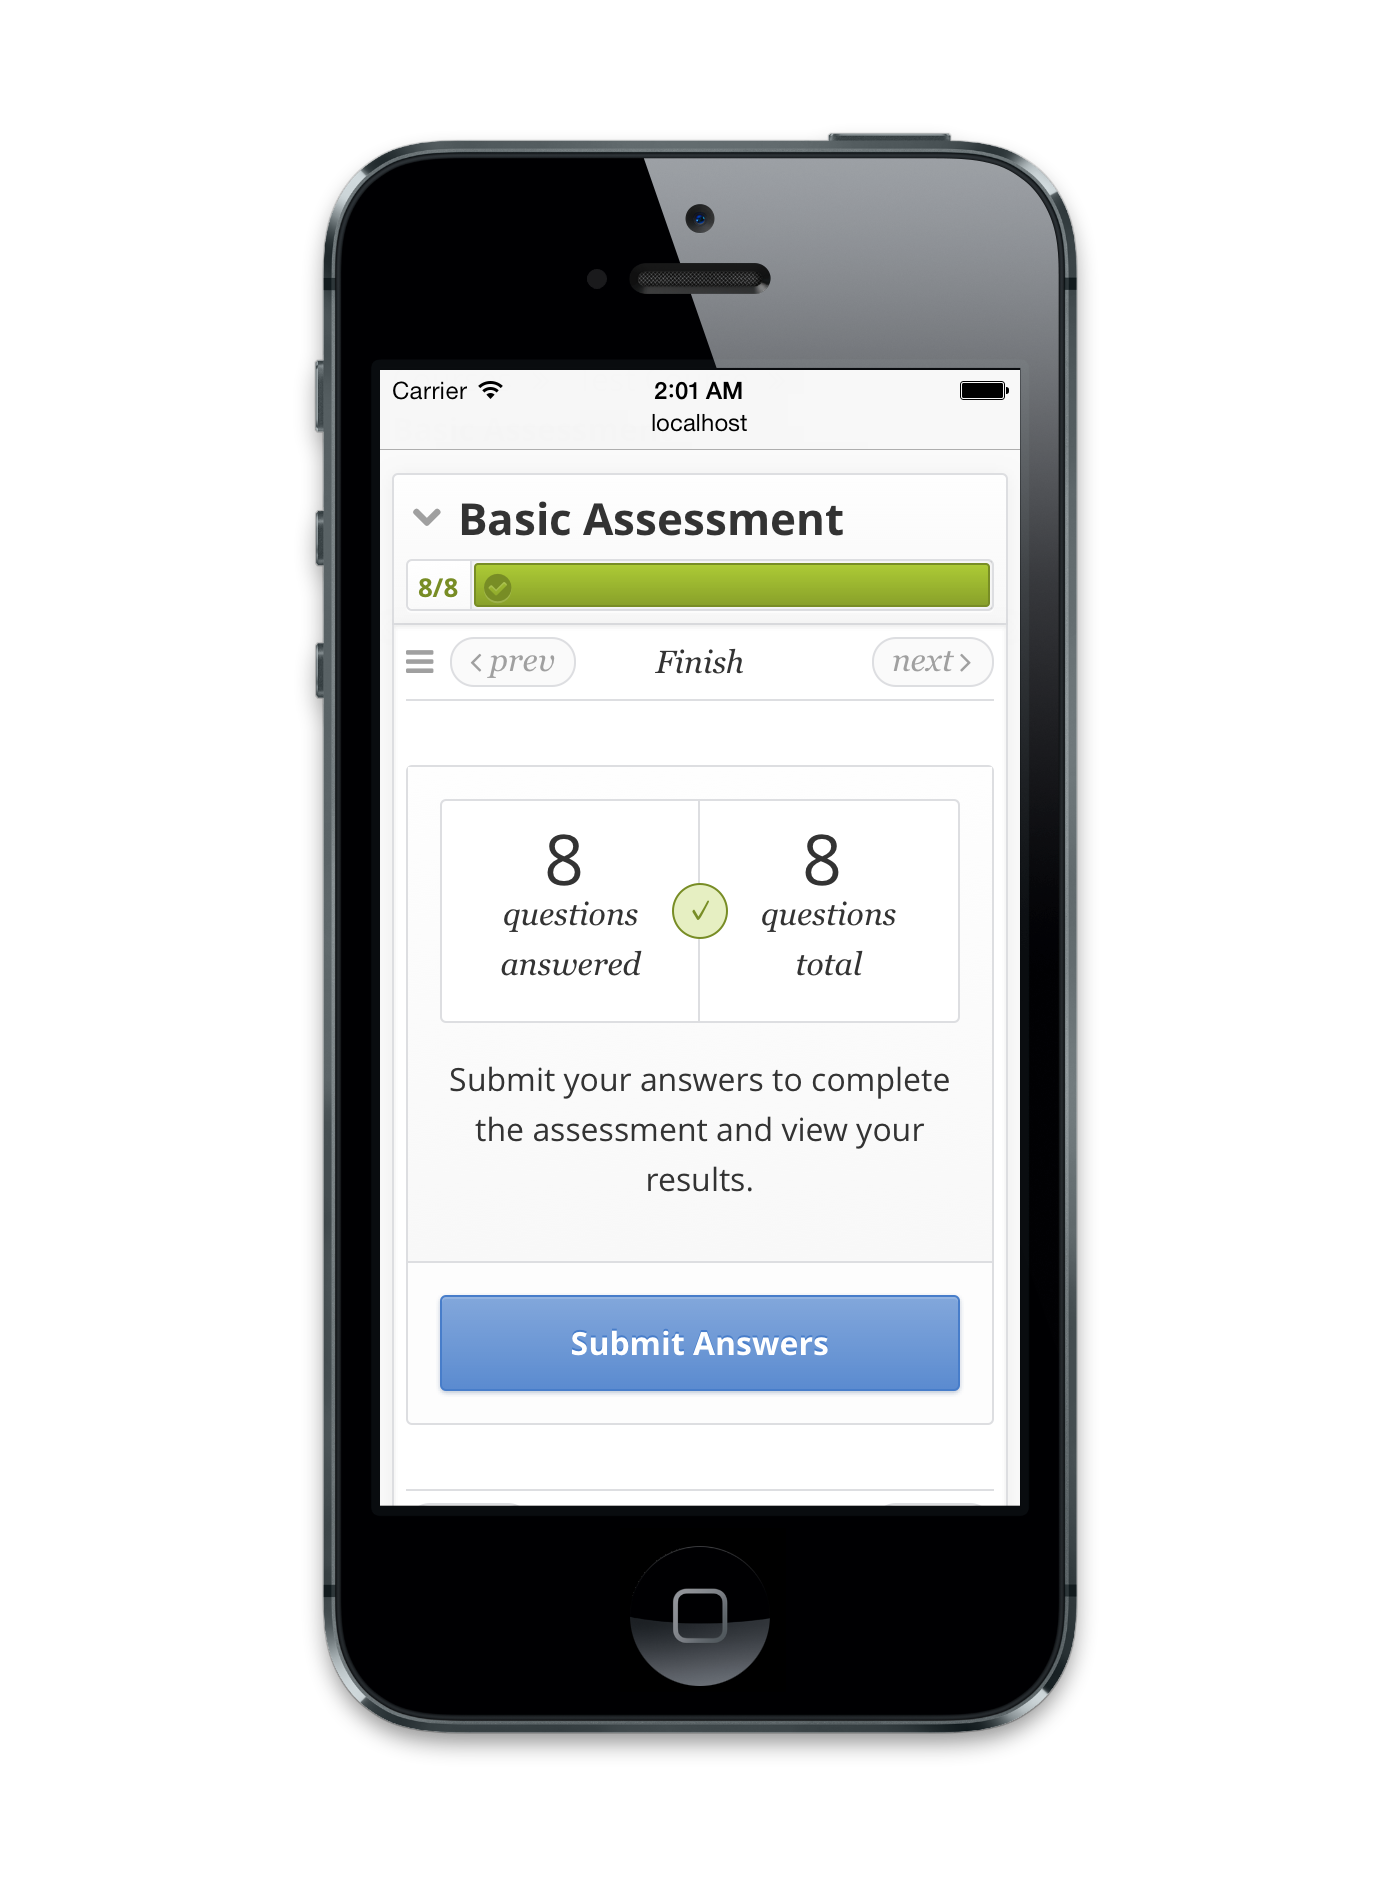 Carrier 2:01 AM
localhost
Basic Assessment
8/8
prev Finish next
8 8
questions questions
answered total
Submit your answers to complete
the assessment and view your
results.
Submit Answers